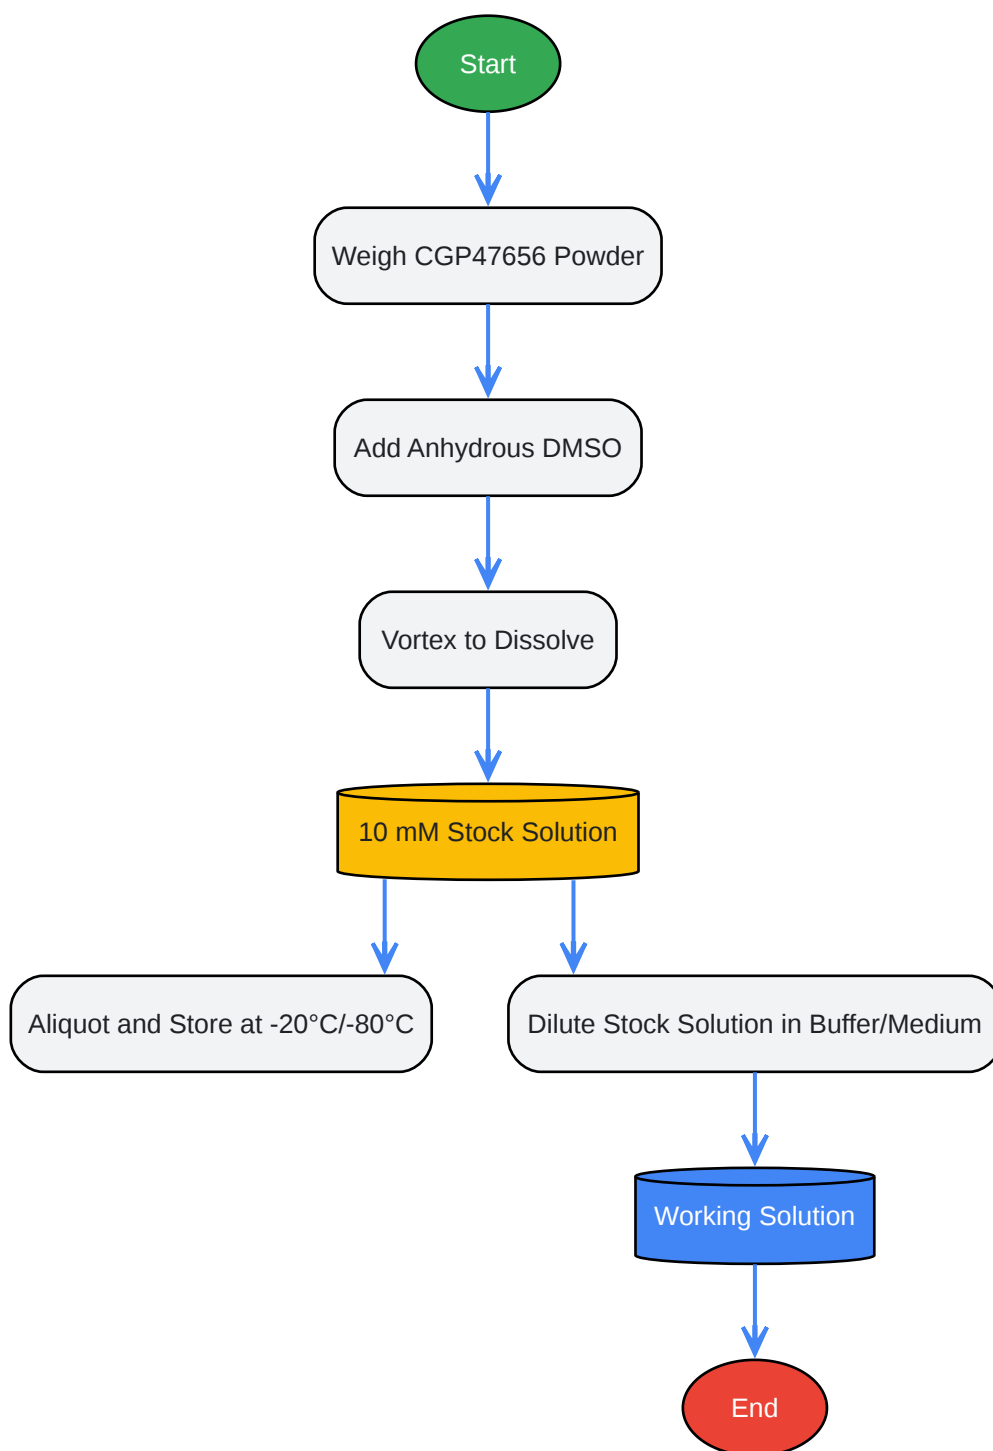 Start
Weigh CGP47656 Powder
Add Anhydrous DMSO
Vortex to Dissolve
10 mM Stock Solution
Aliquot and Store at -20°C/-80°C
Dilute Stock Solution in Buffer/Medium
Working Solution
End